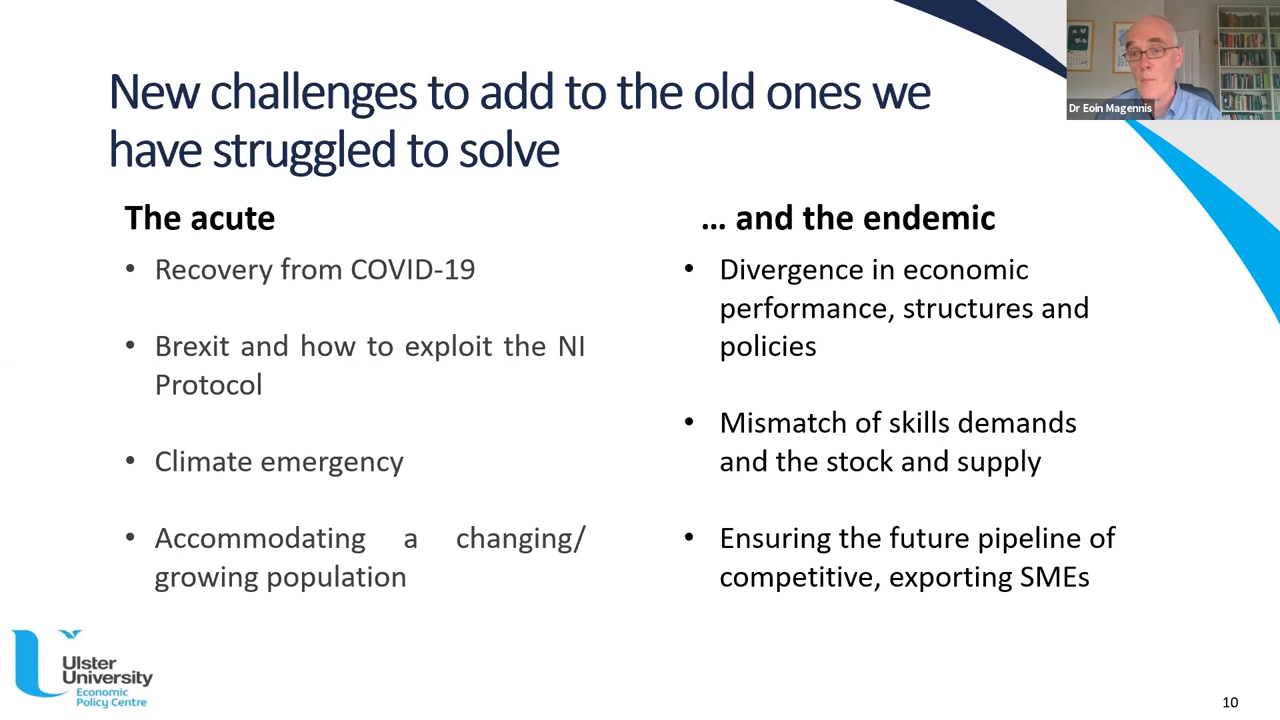 New challenges to add to the old ones we
have struggled to solve
Dr Eoin Magennis
The acute
• Recovery from COVID-19
• Brexit and how to exploit the NI
Protocol
• Climate emergency
• Accommodating a changing/
growing population
... and the endemic
• Divergence in economic
performance, structures and
policies
• Mismatch of skills demands
and the stock and supply
• Ensuring the future pipeline of
competitive, exporting SMEs
Ulster
University
Economic
Policy Centre
10